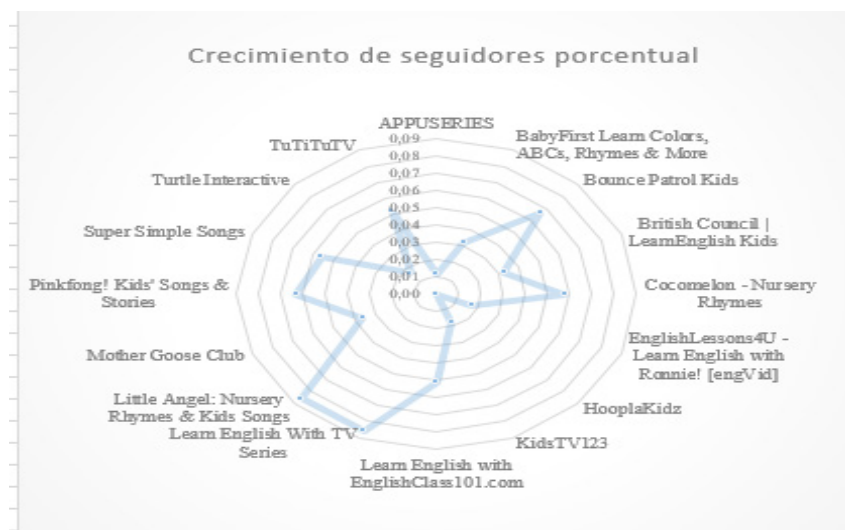 Crecimiento de seguidores porcentual
APPUSERIES
0,09
0,08
0,07
0,06
0,05
0,04
0,03
0,02
0,01
0,00
BabyFirst Learn Colors,
ABCs, Rhymes & More
Bounce Patrol Kids
British Council |
LearnEnglish Kids
Cocomelon - Nursery
Rhymes
EnglishLessons4U -
Learn English with
Ronnie! [engVid]
HooplaKidz
KidsTV123
Learn English with
EnglishClass101.com
Learn English With TV
Series
Little Angel: Nursery
Rhymes & Kids Songs
Mother Goose Club
Pinkfong! Kids' Songs &
Stories
Super Simple Songs
Turtle Interactive
TuTiTuTV